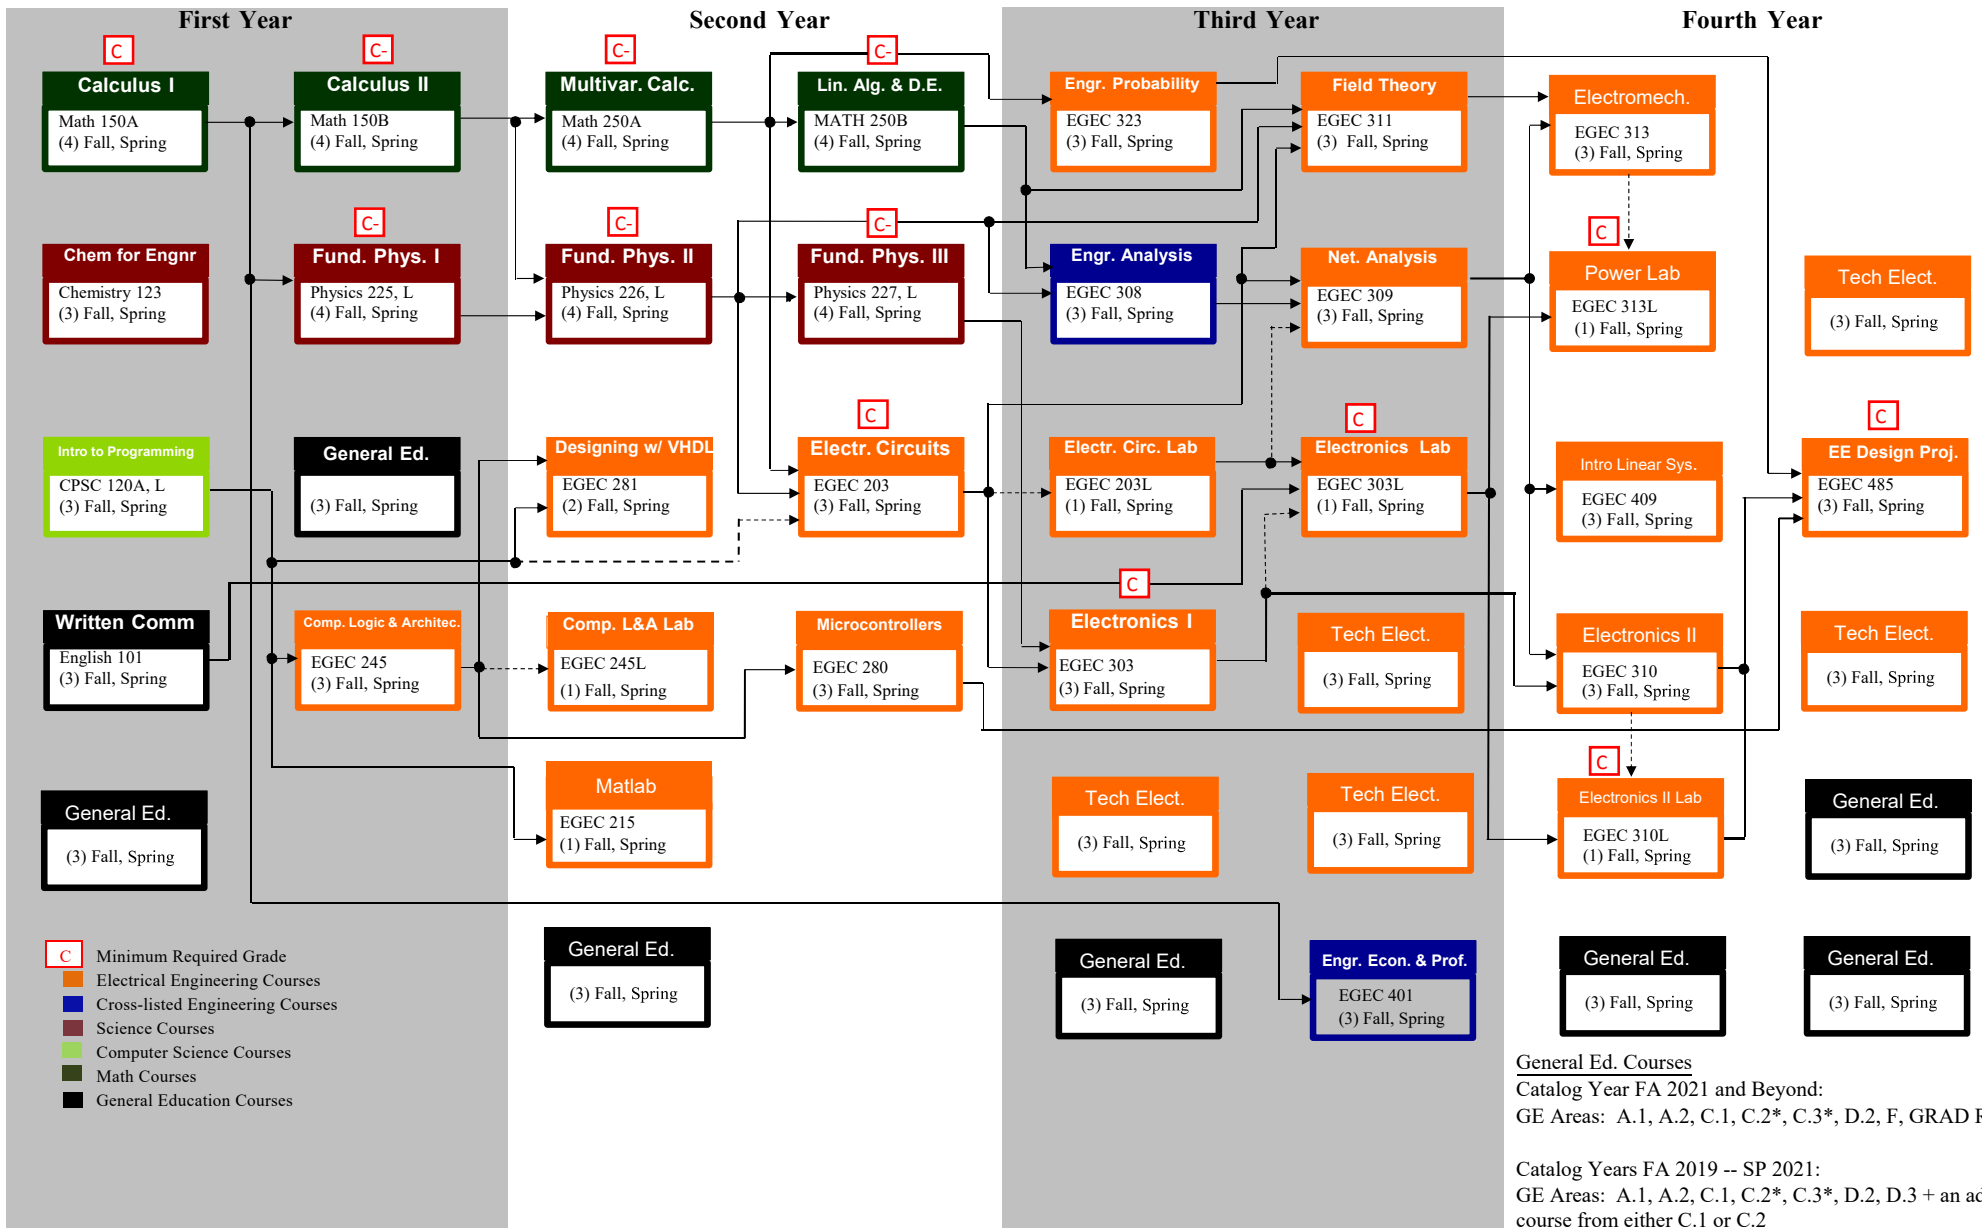 First Year
Second Year
Third Year
Fourth Year
C
C-
C-
C-
Calculus I
Math 150A
(4) Fall, Spring
Calculus II
Math 150B
(4) Fall, Spring
Multivar. Calc.
Math 250A
(4) Fall, Spring
Lin. Alg. & D.E.
MATH 250B
(4) Fall, Spring
Engr. Probability
EGEC 323
(3) Fall, Spring
Field Theory
EGEC 311
(3) Fall, Spring
Electromech.
EGEC 313
(3) Fall, Spring
C-
C-
C-
C
Chem for Engnr
Chemistry 123
(3) Fall, Spring
Fund. Phys. I
Physics 225, L
(4) Fall, Spring
Fund. Phys. II
Physics 226, L
(4) Fall, Spring
Fund. Phys. III
Physics 227, L
(4) Fall, Spring
Engr. Analysis
EGEC 308
(3) Fall, Spring
Net. Analysis
EGEC 309
(3) Fall, Spring
Power Lab
EGEC 313L
(1) Fall, Spring
Tech Elect.
(3) Fall, Spring
C
C
C
Intro to Programming
CPSC 120A, L
(3) Fall, Spring
General Ed.
(3) Fall, Spring
Designing w/ VHDL
EGEC 281
(2) Fall, Spring
Electr. Circuits
EGEC 203
(3) Fall, Spring
Electr. Circ. Lab
EGEC 203L
(1) Fall, Spring
Electronics Lab
EGEC 303L
(1) Fall, Spring
Intro Linear Sys.
EGEC 409
(3) Fall, Spring
EE Design Proj.
EGEC 485
(3) Fall, Spring
C
Written Comm
English 101
(3) Fall, Spring
Comp. Logic & Architec.
EGEC 245
(3) Fall, Spring
Comp. L&A Lab
EGEC 245L
(1) Fall, Spring
Microcontrollers
EGEC 280
(3) Fall, Spring
Electronics I
EGEC 303
(3) Fall, Spring
Tech Elect.
(3) Fall, Spring
Electronics II
EGEC 310
(3) Fall, Spring
Tech Elect.
(3) Fall, Spring
C
General Ed.
(3) Fall, Spring
Matlab
EGEC 215
(1) Fall, Spring
Tech Elect.
(3) Fall, Spring
Tech Elect.
(3) Fall, Spring
Electronics II Lab
EGEC 310L
(1) Fall, Spring
General Ed.
(3) Fall, Spring
General Ed.
(3) Fall, Spring
General Ed.
(3) Fall, Spring
Engr. Econ. & Prof.
EGEC 401
(3) Fall, Spring
General Ed.
(3) Fall, Spring
General Ed.
(3) Fall, Spring
C Minimum Required Grade
Electrical Engineering Courses
Cross-listed Engineering Courses
Science Courses
Computer Science Courses
Math Courses
General Education Courses
General Ed. Courses
Catalog Year FA 2021 and Beyond:
GE Areas: A.1, A.2, C.1, C.2*, C.3*, D.2, F, GRAD
Catalog Years FA 2019 -- SP 2021:
GE Areas: A.1, A.2, C.1, C.2*, C.3*, D.2, D.3 + an
course from either C.1 or C.2